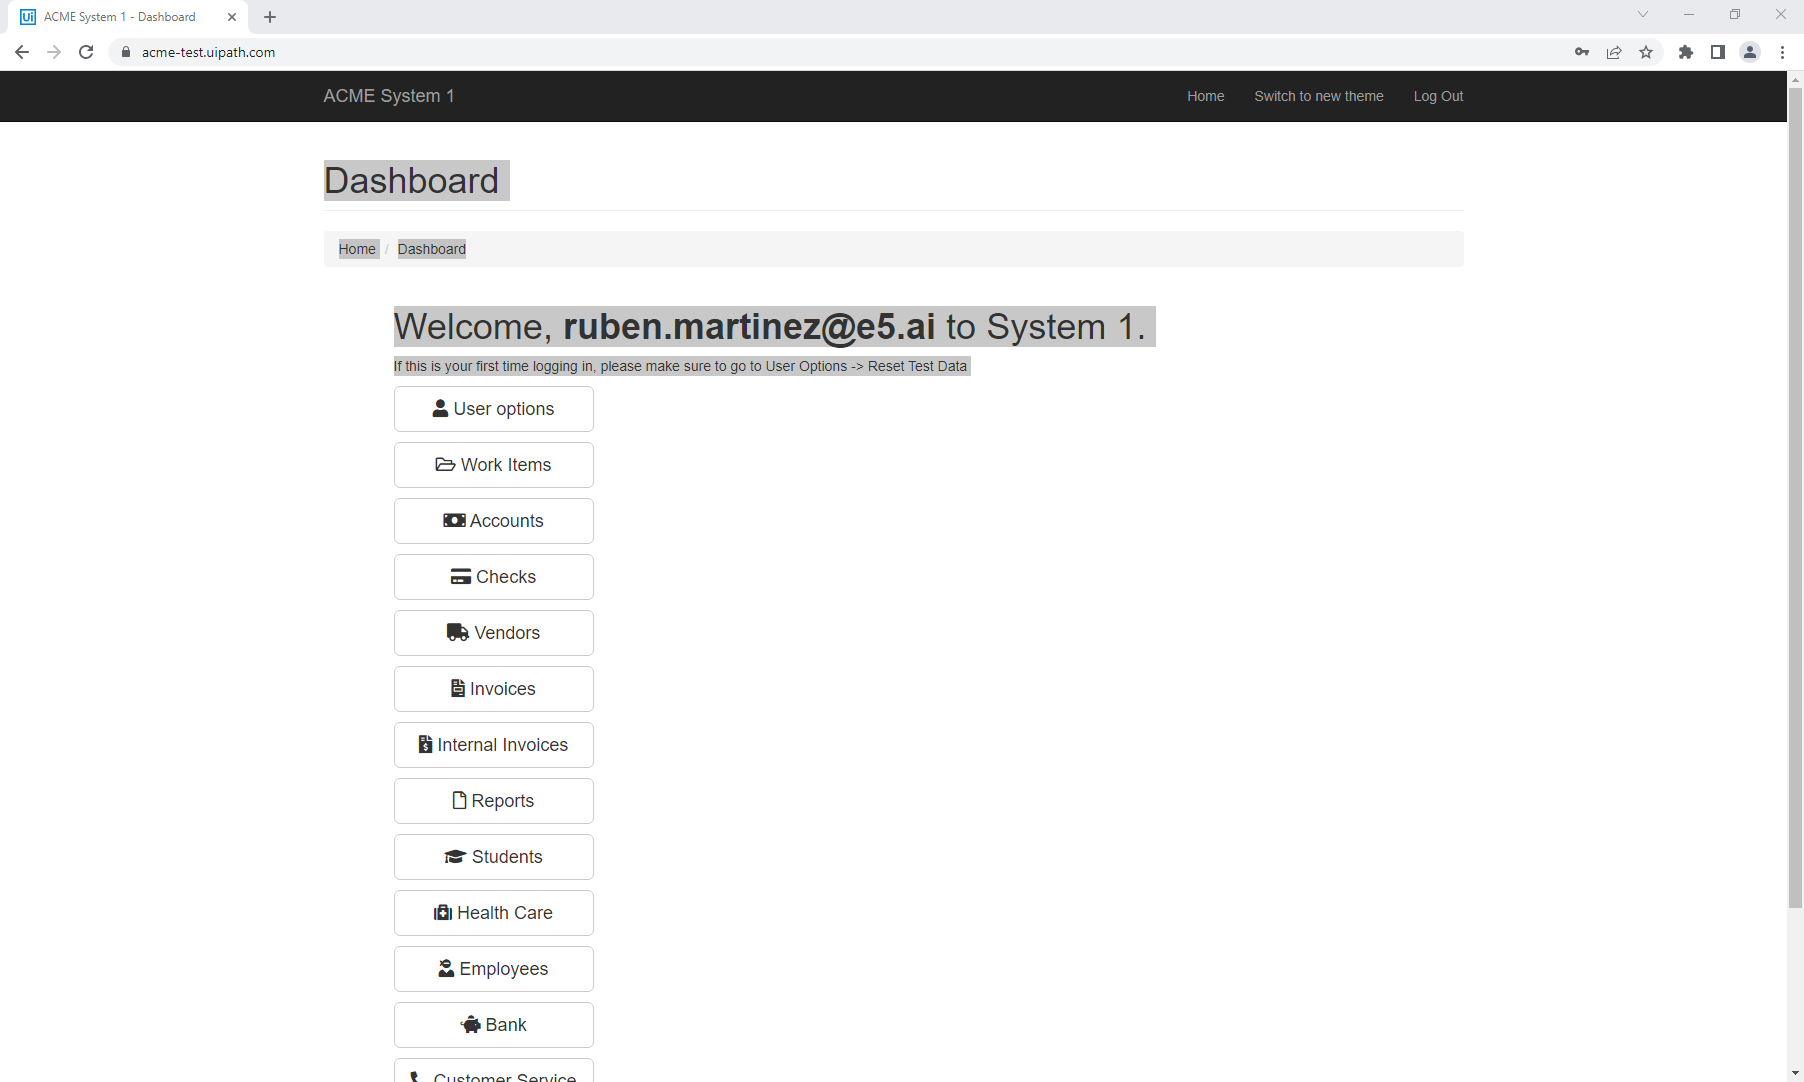 Ui ACME System 1 - Dashboard
acme-test.uipath.com
ACME System 1 Home Switch to new theme Log Out
Dashboard
Home / Dashboard
Welcome, ruben.martinez@e5.ai to System 1.
If this is your first time logging in, please make sure to go to User Options -> Reset Test Data
User options
Work Items
Accounts
Checks
Vendors
Invoices
Internal Invoices
Reports
Students
Health Care
Employees
Bank
Customer Service